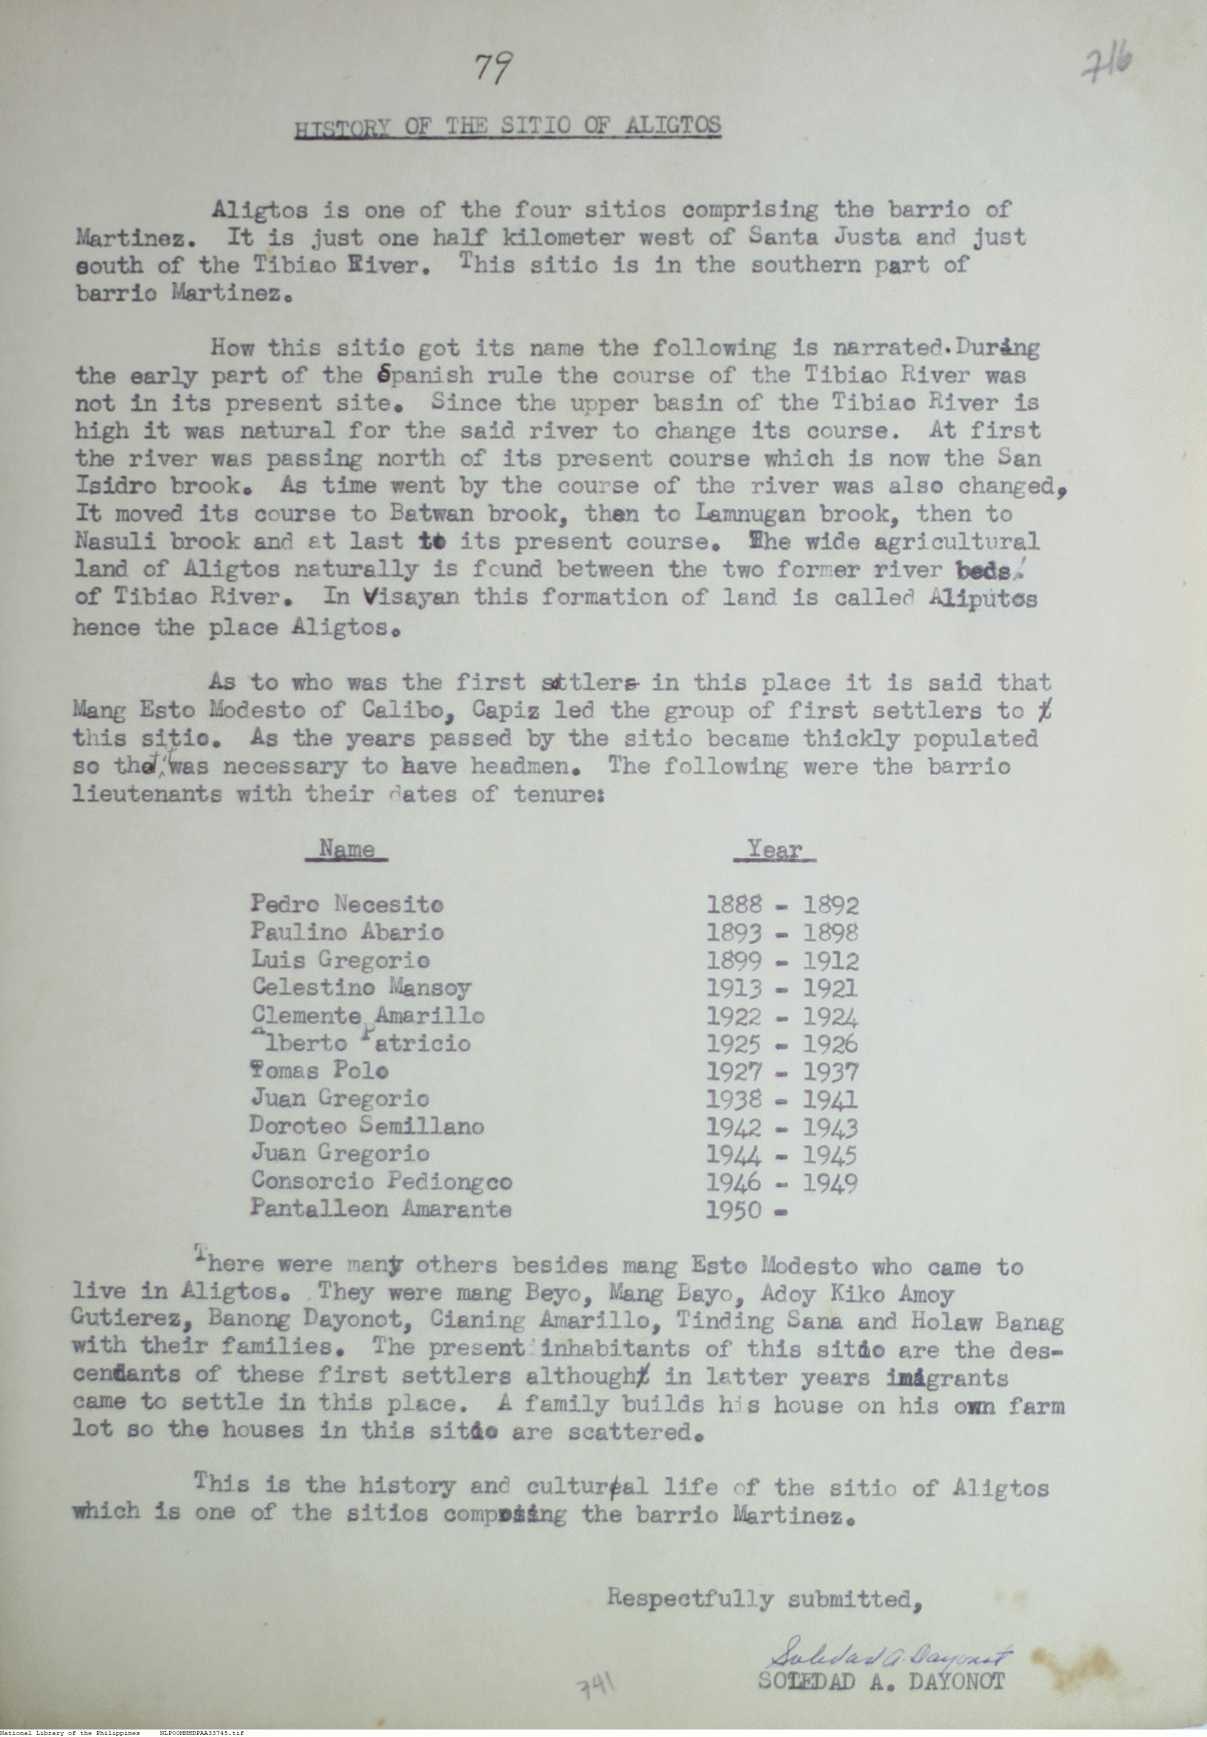 79
716
HISTORY OF THE SITIO OF ALIGTOS
Aligtos is one of the four sitios comprising the barrio of
Martinez. It is just one half kilometer west of Santa Justa and just
south of the Tibiao River. This sitio is in the southern part of
barrio Martinez.
How this sitio got its name the following is narrated. During
the early part of the Spanish rule the course of the Tibiao River was
not in its present site. Since the upper basin of the Tibiao River is
high it was natural for the said river to change its course. At first
the river was passing north of its present course which is now the San
Isidro brook. As time went by the course of the river was also changed,
It moved its course to Batwan brook, then to Lamnugan brook, then to
Nasuli brook and at last to its present course. The wide agricultural
land of Aligtos naturally is found between the two former river beds.
of Tibiao River. In Visayan this formation of land is called Aliputos
hence the place Aligtos.
As to who was the first settler in this place it is said that
Mang Esto Modesto of Calibo, Capiz led the group of first settlers to
this sitio. As the years passed by the sitio became thickly populated
so that it was necessary to have headmen. The following were the barrio
lieutenants with their dates of tenure:
Name Year
Pedro Necesito 1888 - 1892
Paulino Abario 1893 - 1898
Luis Gregorio 1899 - 1912
Celestino Mansoy 1913 - 1921
Clemente Amarillo 1922 - 1924
Alberto Patricio 1925 - 1926
Tomas Polo 1927 - 1937
Juan Gregorio 1938 - 1941
Doroteo Semillano 1942 - 1943
Juan Gregorio 1944 - 1945
Consorcio Pediongco 1946 - 1949
Pantalleon Amarante 1950 -
There were many others besides mang Esto Modesto who came to
live in Aligtos. They were mang Beyo, Mang Bayo, Adoy Kiko Amoy
Gutierez, Banong Dayonot, Cianing Amarillo, Tinding Sana and Holaw Banag
with their families. The present inhabitants of this sitio are the des-
cendants of these first settlers although in latter years imigrants
came to settle in this place. A family builds his house on his own farm
lot so the houses in this sitio are scattered.
This is the history and cultural life of the sitio of Aligtos
which is one of the sitios composing the barrio Martinez.
Respectfully submitted,
Soledad A. Dayonot
SOLEDAD A. DAYONOT
741
National Library of the Philippines NLPOOMNMNDPAA33745.tif